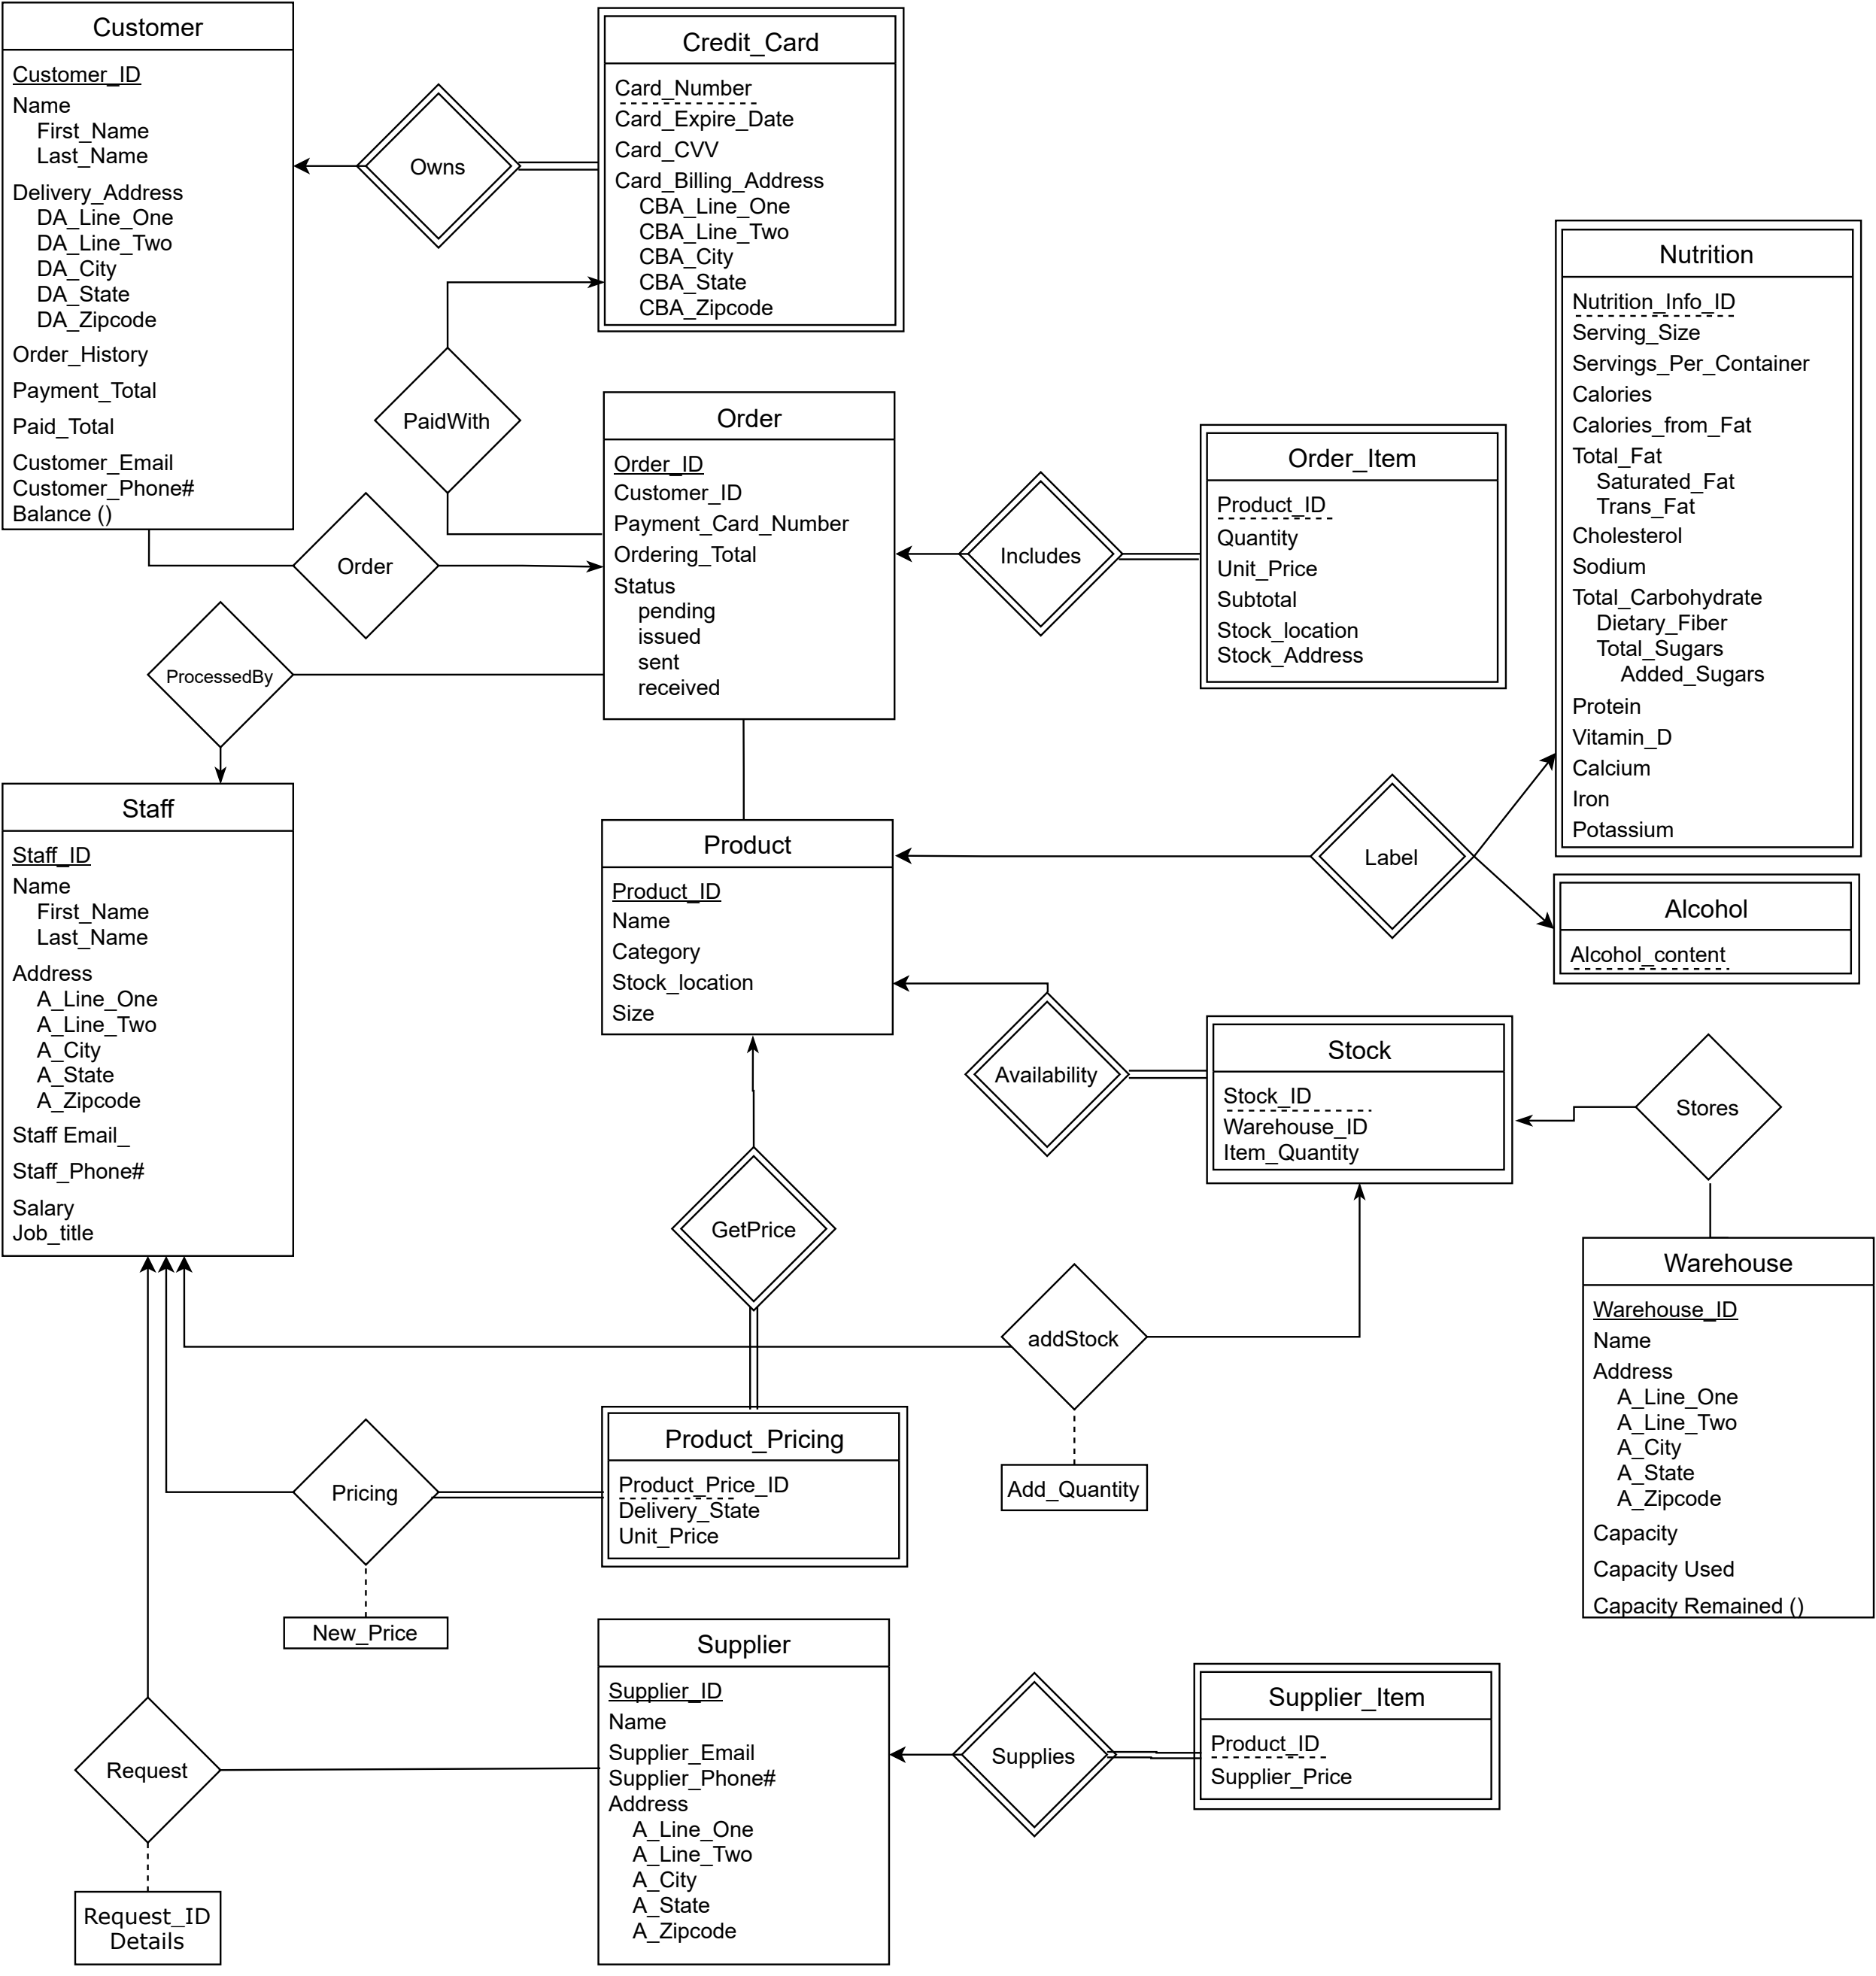 Customer
Customer_ID
Name
First_Name
Last_Name
Delivery_Address
DA_Line_One
DA_Line_Two
DA_City
DA_State
DA_Zipcode
Order_History
Payment_Total
Paid_Total
Customer_Email
Customer_Phone#
Balance ()
Owns
Credit_Card
Card_Number
Card_Expire_Date
Card_CVV
Card_Billing_Address
CBA_Line_One
CBA_Line_Two
CBA_City
CBA_State
CBA_Zipcode
PaidWith
Order
Order
Order_ID
Customer_ID
Payment_Card_Number
Ordering_Total
Status
pending
issued
sent
received
Includes
Order_Item
Product_ID
Quantity
Unit_Price
Subtotal
Stock_location
Stock_Address
Nutrition
Nutrition_Info_ID
Serving_Size
Servings_Per_Container
Calories
Calories_from_Fat
Total_Fat
Saturated_Fat
Trans_Fat
Cholesterol
Sodium
Total_Carbohydrate
Dietary_Fiber
Total_Sugars
Added_Sugars
Protein
Vitamin_D
Calcium
Iron
Potassium
ProcessedBy
Staff
Staff_ID
Name
First_Name
Last_Name
Address
A_Line_One
A_Line_Two
A_City
A_State
A_Zipcode
Staff Email_
Staff_Phone#
Salary
Job_title
Product
Product_ID
Name
Category
Stock_location
Size
Label
Alcohol
Alcohol_content
Availability
Stock
Stock_ID
Warehouse_ID
Item_Quantity
Stores
GetPrice
addStock
Add_Quantity
Warehouse
Warehouse_ID
Name
Address
A_Line_One
A_Line_Two
A_City
A_State
A_Zipcode
Capacity
Capacity Used
Capacity Remained ()
Pricing
New_Price
Product_Pricing
Product_Price_ID
Delivery_State
Unit_Price
Request
Request_ID
Details
Supplier
Supplier_ID
Name
Supplier_Email
Supplier_Phone#
Address
A_Line_One
A_Line_Two
A_City
A_State
A_Zipcode
Supplies
Supplier_Item
Product_ID
Supplier_Price